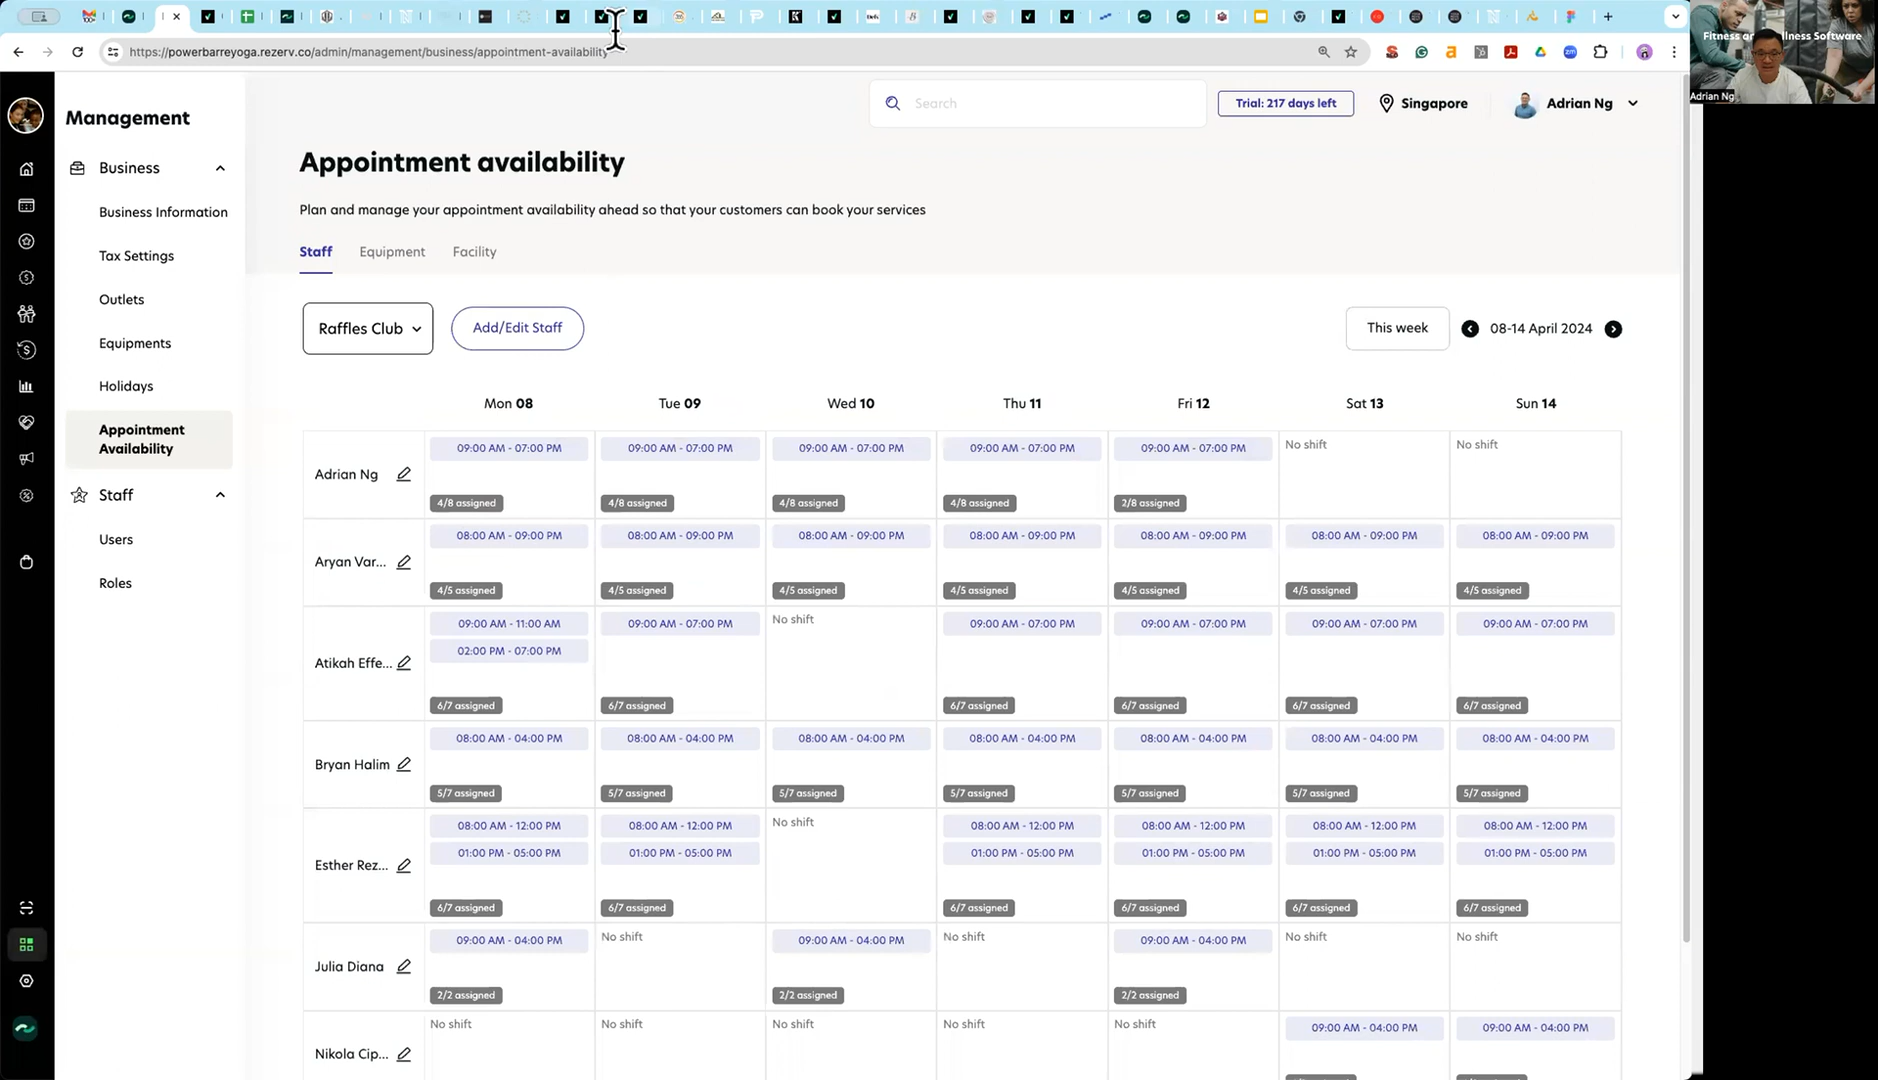 https://powerbarreyoga.rezerv.co/admin/management/business/appointment-availability
Fitness an
llness Software
Adrian Ng
Management
Business
Business Information
Tax Settings
Outlets
Equipments
Holidays
Appointment
Availability
Staff
Users
Roles
Search
Trial: 217 days left
Singapore
Adrian Ng
Appointment availability
Plan and manage your appointment availability ahead so that your customers can book your services
Staff Equipment Facility
Raffles Club
Add/Edit Staff
This week
08-14 April 2024
Mon 08 Tue 09 Wed 10 Thu 11 Fri 12 Sat 13 Sun 14
Adrian Ng
09:00 AM - 07:00 PM 09:00 AM - 07:00 PM 09:00 AM - 07:00 PM 09:00 AM - 07:00 PM 09:00 AM - 07:00 PM No shift No shift
4/8 assigned 4/8 assigned 4/8 assigned 4/8 assigned 2/8 assigned
Aryan Var...
08:00 AM - 09:00 PM 08:00 AM - 09:00 PM 08:00 AM - 09:00 PM 08:00 AM - 09:00 PM 08:00 AM - 09:00 PM 08:00 AM - 09:00 PM 08:00 AM - 09:00 PM
4/5 assigned 4/5 assigned 4/5 assigned 4/5 assigned 4/5 assigned 4/5 assigned 4/5 assigned
Atikah Effe...
09:00 AM - 11:00 AM 09:00 AM - 07:00 PM No shift 09:00 AM - 07:00 PM 09:00 AM - 07:00 PM 09:00 AM - 07:00 PM 09:00 AM - 07:00 PM
02:00 PM - 07:00 PM
6/7 assigned 6/7 assigned 6/7 assigned 6/7 assigned 6/7 assigned 6/7 assigned
Bryan Halim
08:00 AM - 04:00 PM 08:00 AM - 04:00 PM 08:00 AM - 04:00 PM 08:00 AM - 04:00 PM 08:00 AM - 04:00 PM 08:00 AM - 04:00 PM 08:00 AM - 04:00 PM
5/7 assigned 5/7 assigned 5/7 assigned 5/7 assigned 5/7 assigned 5/7 assigned 5/7 assigned
Esther Rez...
08:00 AM - 12:00 PM 08:00 AM - 12:00 PM No shift 08:00 AM - 12:00 PM 08:00 AM - 12:00 PM 08:00 AM - 12:00 PM 08:00 AM - 12:00 PM
01:00 PM - 05:00 PM 01:00 PM - 05:00 PM 01:00 PM - 05:00 PM 01:00 PM - 05:00 PM 01:00 PM - 05:00 PM 01:00 PM - 05:00 PM
6/7 assigned 6/7 assigned 6/7 assigned 6/7 assigned 6/7 assigned 6/7 assigned
Julia Diana
09:00 AM - 04:00 PM No shift 09:00 AM - 04:00 PM No shift 09:00 AM - 04:00 PM No shift No shift
2/2 assigned 2/2 assigned 2/2 assigned
Nikola Cip...
No shift No shift No shift No shift No shift 09:00 AM - 04:00 PM 09:00 AM - 04:00 PM